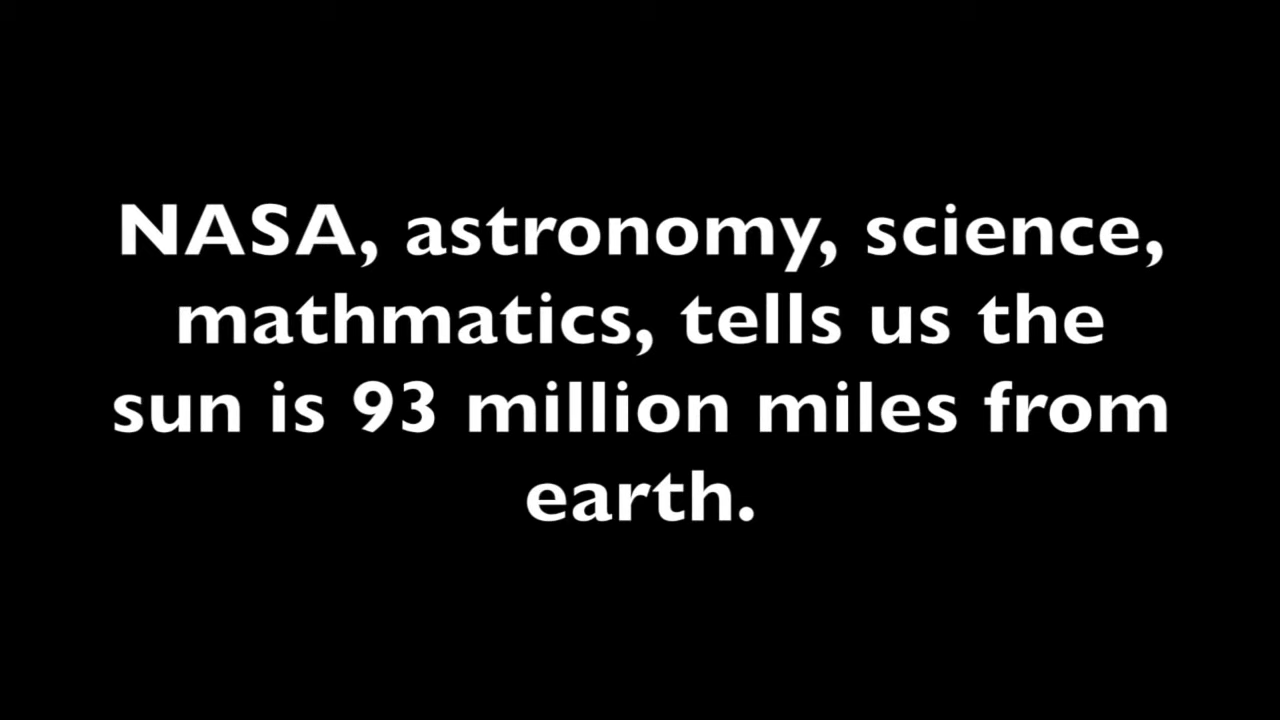 NASA, astronomy, science,
mathmatics, tells us the
sun is 93 million miles from
earth.